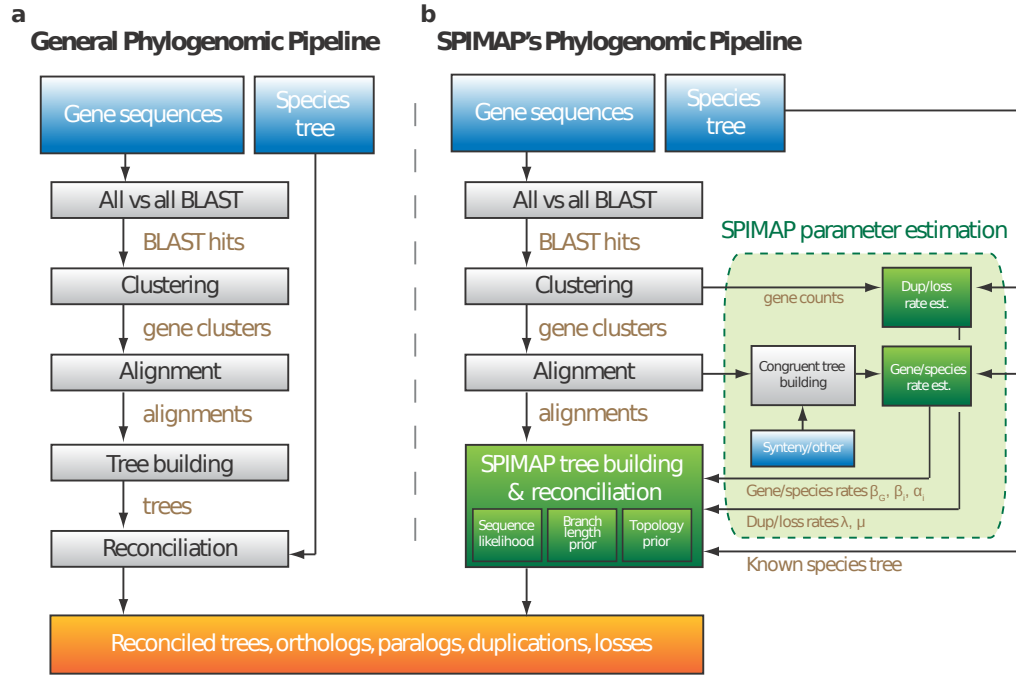 a
General Phylogenomic Pipeline
Gene sequences
Species
tree
All vs all BLAST
BLAST hits
Clustering
gene clusters
Alignment
alignments
Tree building
trees
Reconciliation
b
SPIMAP's Phylogenomic Pipeline
Gene sequences
Species
tree
All vs all BLAST
BLAST hits
Clustering
gene clusters
Alignment
alignments
SPIMAP tree building
& reconciliation
Sequence
likelihood
Branch
length
prior
Topology
prior
SPIMAP parameter estimation
gene counts
Dup/loss
rate est.
Congruent tree
building
Gene/species
rate est.
Synteny/other
Gene/species rates β_G, β_i, α_i
Dup/loss rates λ, μ
Known species tree
Reconciled trees, orthologs, paralogs, duplications, losses